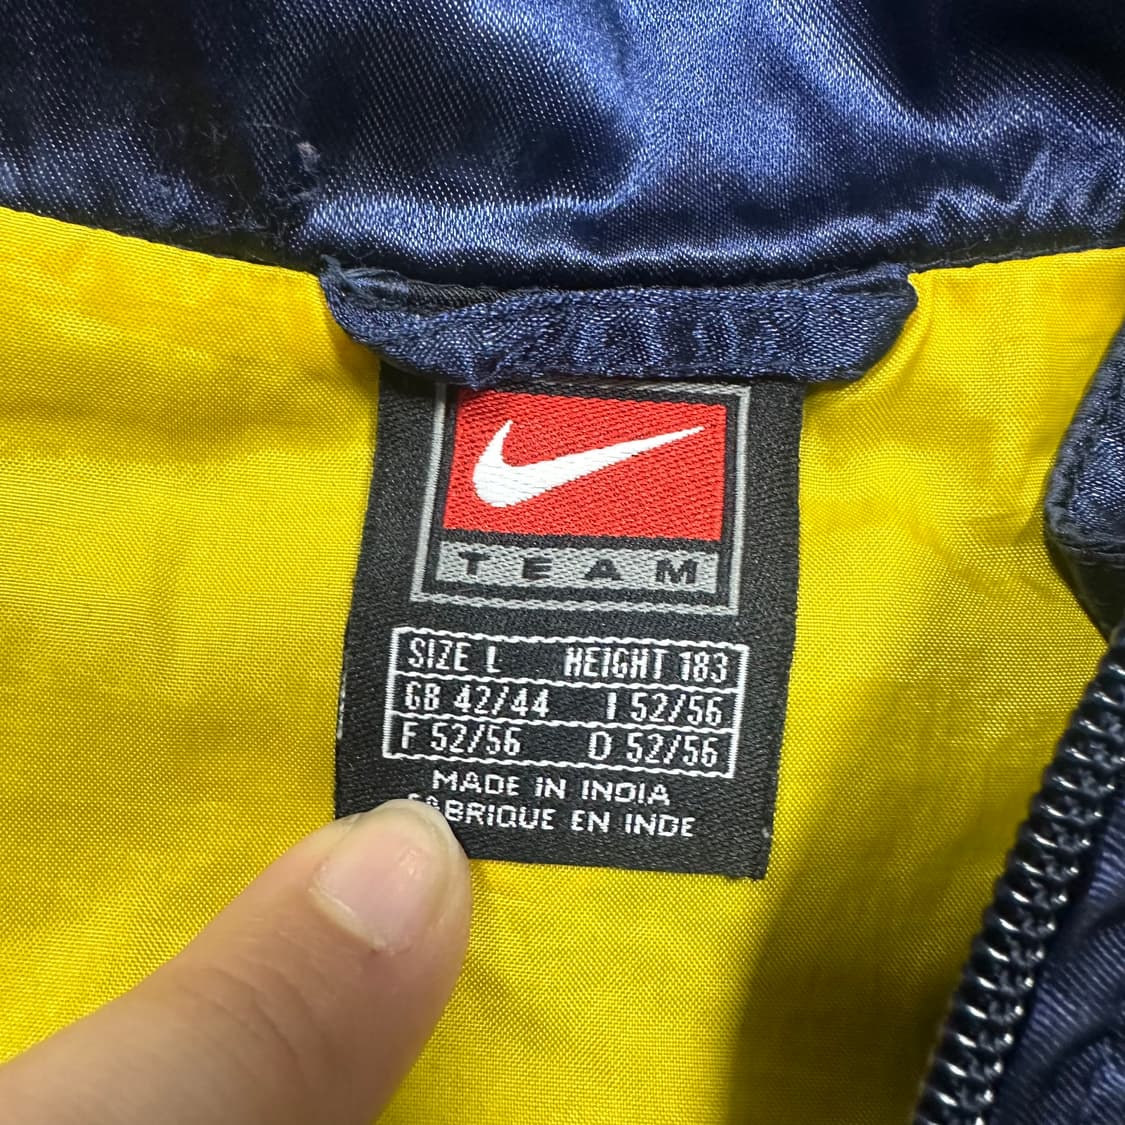 TEAM
SIZE L HEIGHT 183
GB 42/44 I 52/56
F 52/56 D 52/56
MADE IN INDIA
FABRIQUE EN INDE